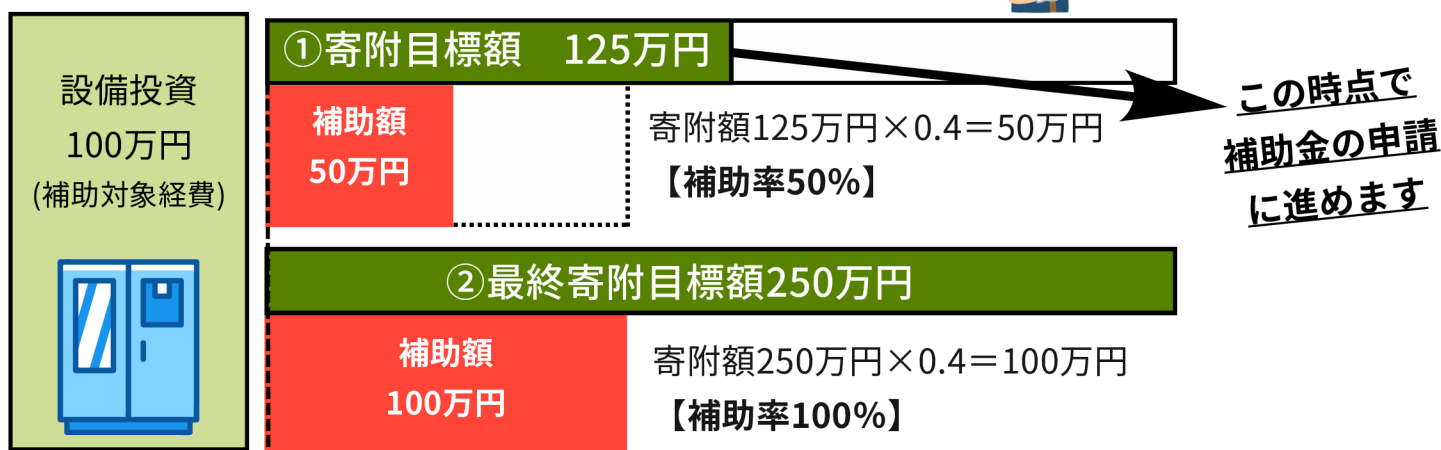 設備投資
100万円
(補助対象経費)
①寄附目標額　125万円
補助額
50万円
寄附額125万円×0.4＝50万円
【補助率50%】
この時点で
補助金の申請
に進めます
②最終寄附目標額250万円
補助額
100万円
寄附額250万円×0.4＝100万円
【補助率100%】